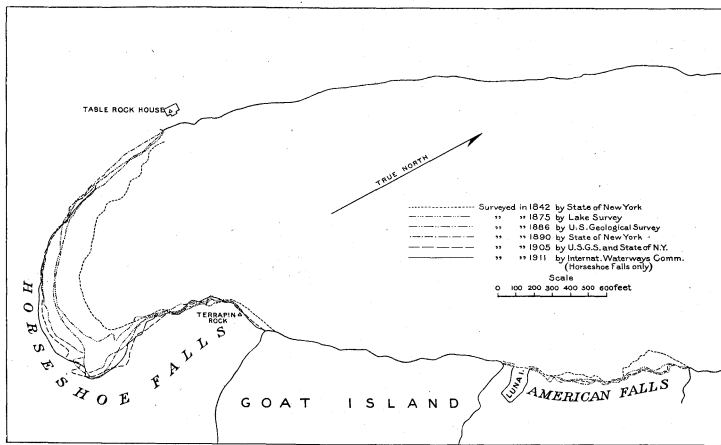 TABLE ROCK HOUSE
TRUE NORTH
Surveyed in 1842 by State of New York
" " 1875 by Lake Survey
" " 1886 by U.S. Geological Survey
" " 1890 by State of New York
" " 1905 by U.S.G.S. and State of N.Y.
" " 1911 by Internat. Waterways Comm.
(Horseshoe Falls only)
Scale
0 100 200 300 400 500 600 feet
HORSESHOE FALLS
TERRAPIN
ROCK
GOAT ISLAND
LUNA I.
AMERICAN FALLS